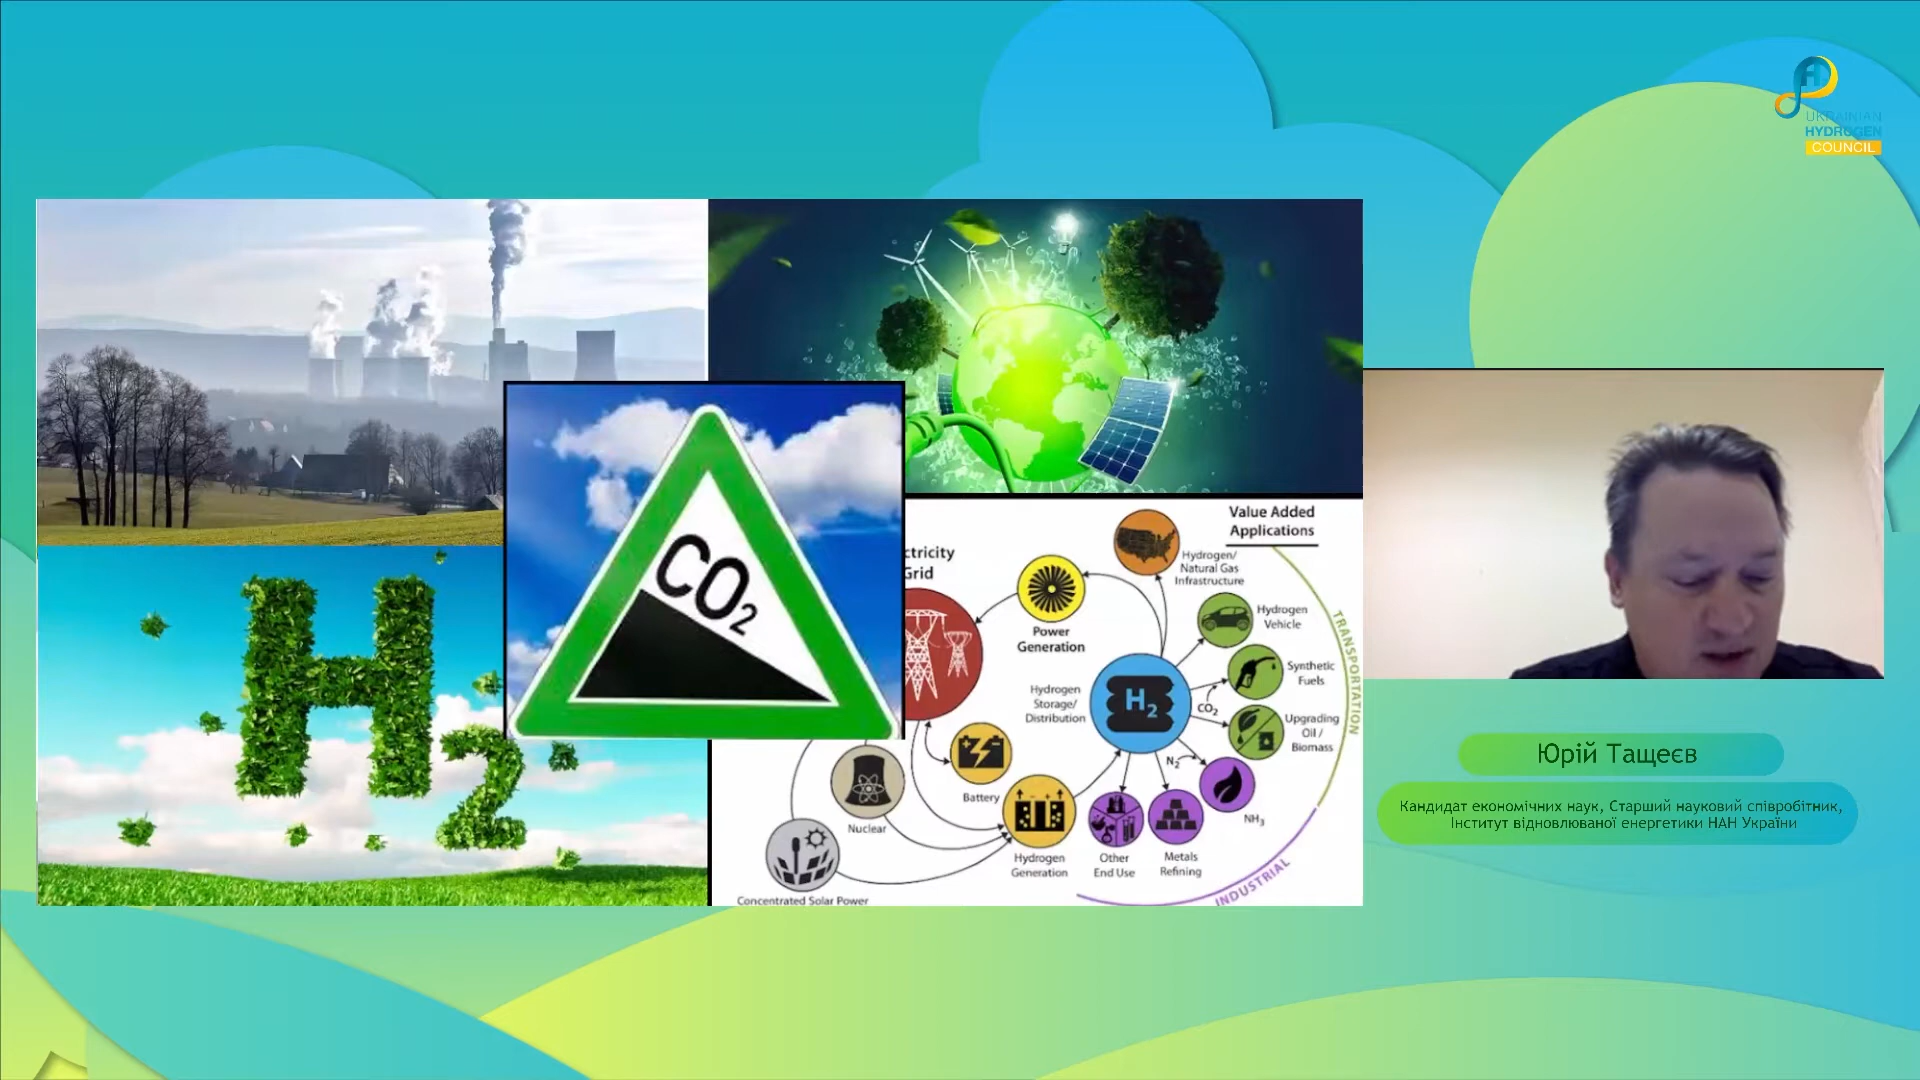 UKRAINIAN
HYDROGEN
COUNCIL
CO2
H2
Value Added
Applications
Hydrogen/
Natural Gas
Infrastructure
Power
Generation
Hydrogen
Vehicle
TRANSPORTATION
Synthetic
Fuels
Hydrogen
Storage/
Distribution
H2
CO2
Upgrading
Oil /
Biomass
N2
NH3
Battery
Nuclear
Hydrogen
Generation
Other
End Use
Metals
Refining
INDUSTRIAL
Concentrated Solar Power
Юрій Тащеєв
Кандидат економічних наук, Старший науковий співробітник,
Інститут відновлюваної енергетики НАН України